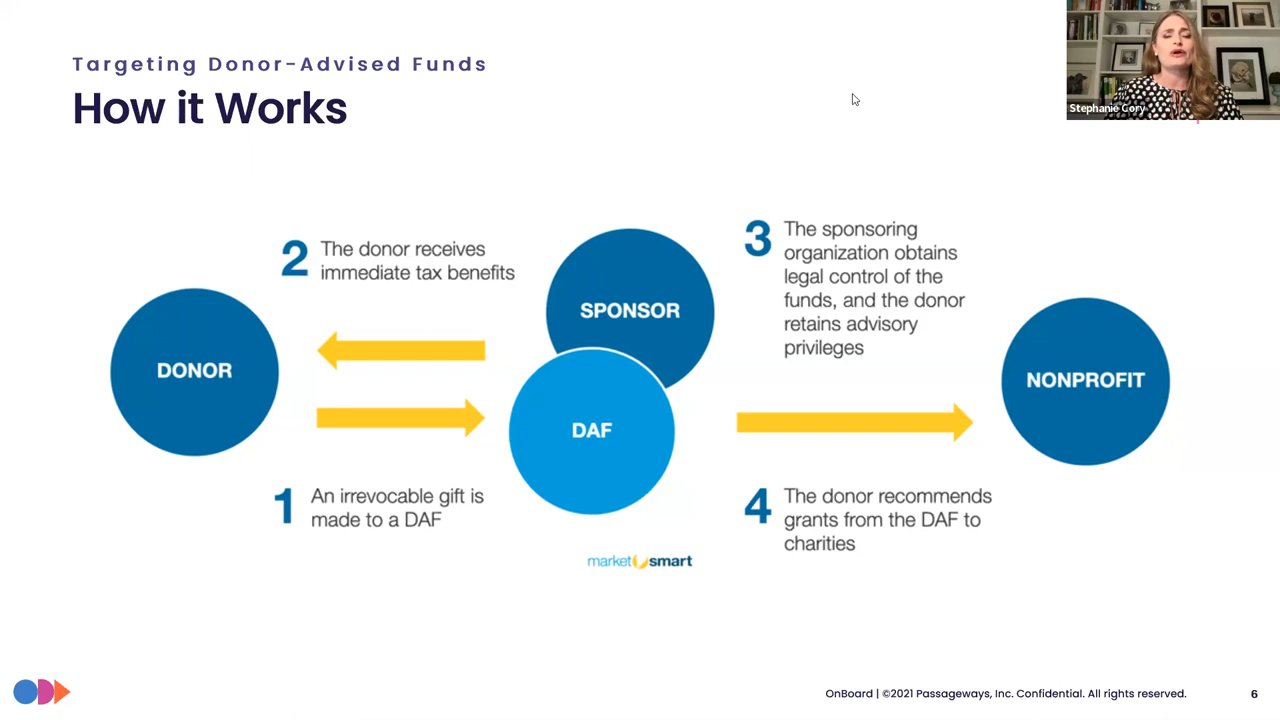 Targeting Donor-Advised Funds
How it Works
Stephanie Cory
2
The donor receives
immediate tax benefits
3
The sponsoring
organization obtains
legal control of the
funds, and the donor
retains advisory
privileges
DONOR
SPONSOR
DAF
NONPROFIT
1
An irrevocable gift is
made to a DAF
4
The donor recommends
grants from the DAF to
charities
marketsmart
OnBoard | ©2021 Passageways, Inc. Confidential. All rights reserved.
6